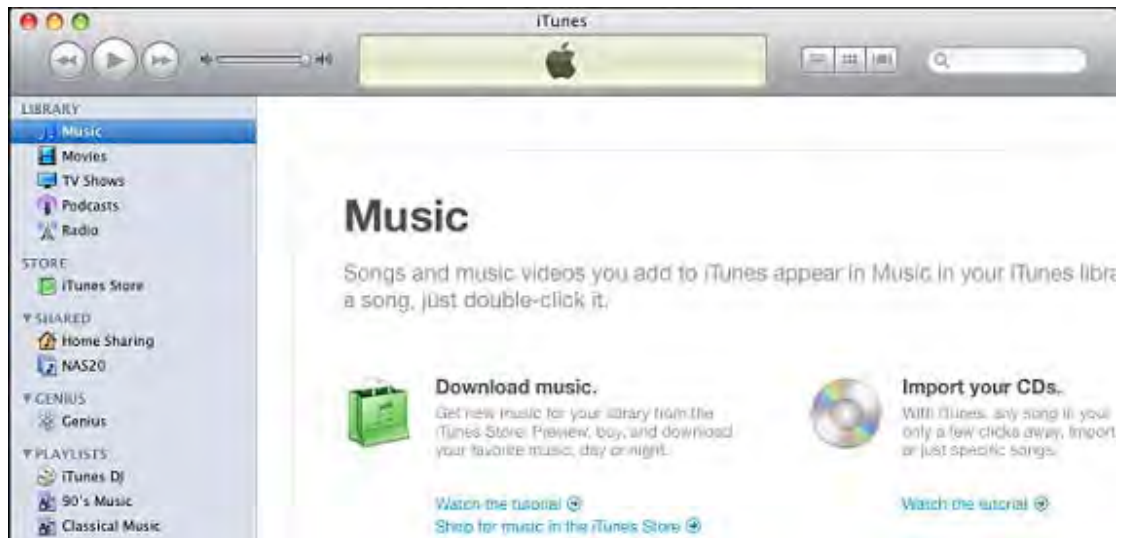 iTunes
LIBRARY
Music
Movies
TV Shows
Podcasts
Radio
STORE
iTunes Store
SHARED
Home Sharing
NAS20
GENIUS
Genius
PLAYLISTS
iTunes DJ
90's Music
Classical Music
Music
Songs and music videos you add to iTunes appear in Music in your iTunes libra
a song, just double-click it.
Download music.
Get new music for your library from the
iTunes Store. Preview, buy, and download
your favorite music, day or night.
Watch the tutorial
Shop for music in the iTunes Store
Import your CDs.
With iTunes, any song in your
only a few clicks away. Import
or just specific songs.
Watch the tutorial